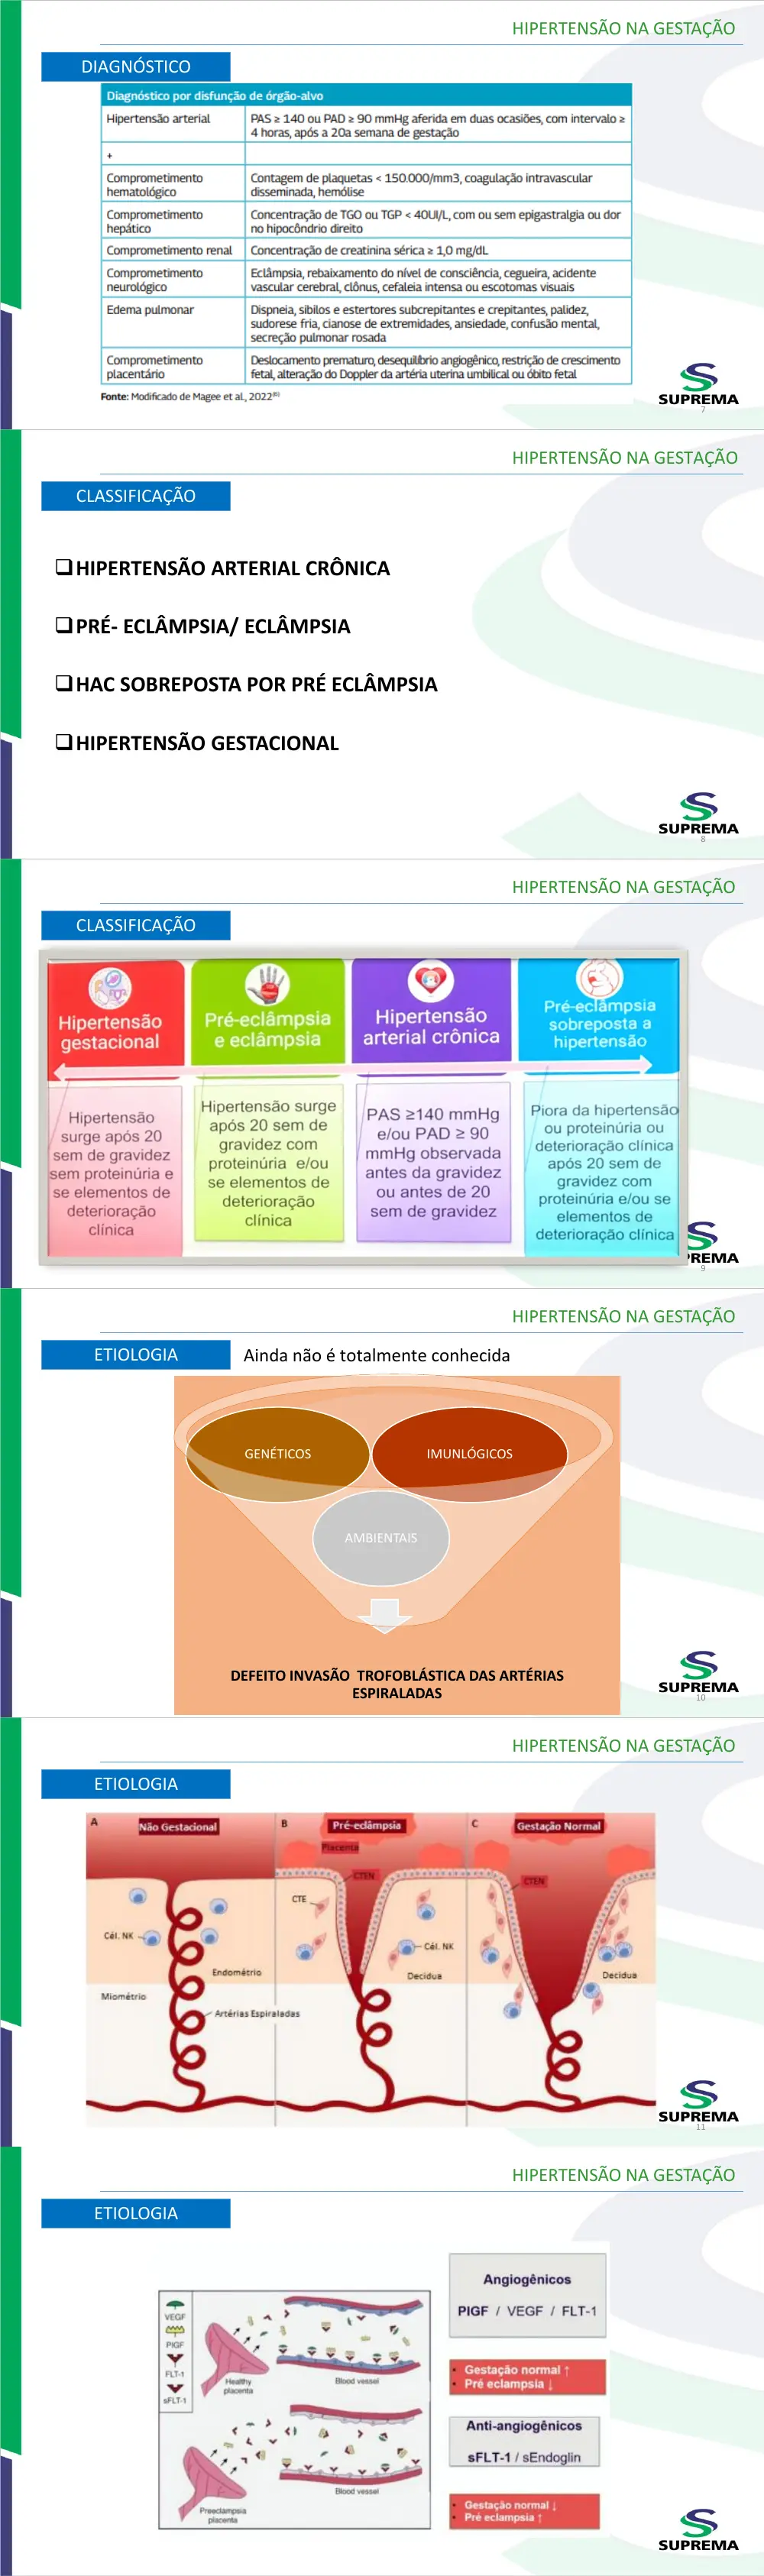 HIPERTENSÃO NA GESTAÇÃO
DIAGNÓSTICO
Diagnóstico por disfunção de órgão-alvo
Hipertensão arterial
PAS ≥ 140 ou PAD ≥ 90 mmHg aferida em duas ocasiões, com intervalo ≥
4 horas, após a 20a semana de gestação
+
Comprometimento
hematológico
Contagem de plaquetas < 150.000/mm3, coagulação intravascular
disseminada, hemólise
Comprometimento
hepático
Concentração de TGO ou TGP < 40UI/L, com ou sem epigastralgia ou dor
no hipocôndrio direito
Comprometimento renal
Concentração de creatinina sérica ≥ 1,0 mg/dL
Comprometimento
neurológico
Eclâmpsia, rebaixamento do nível de consciência, cegueira, acidente
vascular cerebral, clônus, cefaleia intensa ou escotomas visuais
Edema pulmonar
Dispneia, sibilos e estertores subcrepitantes e crepitantes, palidez,
sudorese fria, cianose de extremidades, ansiedade, confusão mental,
secreção pulmonar rosada
Comprometimento
placentário
Deslocamento prematuro, desequilíbrio angiogênico, restrição de crescimento
fetal, alteração do Doppler da artéria uterina umbilical ou óbito fetal
Fonte: Modificado de Magee et al., 2022
SUPREMA
7
HIPERTENSÃO NA GESTAÇÃO
CLASSIFICAÇÃO
❑HIPERTENSÃO ARTERIAL CRÔNICA
❑PRÉ- ECLÂMPSIA/ ECLÂMPSIA
❑HAC SOBREPOSTA POR PRÉ ECLÂMPSIA
❑HIPERTENSÃO GESTACIONAL
SUPREMA
8
HIPERTENSÃO NA GESTAÇÃO
CLASSIFICAÇÃO
Hipertensão
gestacional
Pré-eclâmpsia
e eclâmpsia
Hipertensão
arterial crônica
Pré-eclâmpsia
sobreposta a
hipertensão
Hipertensão
surge após 20
sem de gravidez
sem proteinúria e
se elementos de
deterioração
clínica
Hipertensão surge
após 20 sem de
gravidez com
proteinúria e/ou
se elementos de
deterioração
clínica
PAS ≥140 mmHg
e/ou PAD ≥ 90
mmHg observada
antes da gravidez
ou antes de 20
sem de gravidez
Piora da hipertensão
ou proteinúria ou
deterioração clínica
após 20 sem de
gravidez com
proteinúria e/ou se
elementos de
deterioração clínica
PREMA
9
HIPERTENSÃO NA GESTAÇÃO
ETIOLOGIA
Ainda não é totalmente conhecida
GENÉTICOS
IMUNLÓGICOS
AMBIENTAIS
DEFEITO INVASÃO TROFOBLÁSTICA DAS ARTÉRIAS
ESPIRALADAS
SUPREMA
10
HIPERTENSÃO NA GESTAÇÃO
ETIOLOGIA
A
Não Gestacional
B
Pré-eclâmpsia
C
Gestação Normal
Placenta
CTEN
CTEN
CTE
Cél. NK
Cél. NK
Endométrio
Decidua
Decidua
Miométrio
Artérias Espiraladas
SUPREMA
11
HIPERTENSÃO NA GESTAÇÃO
ETIOLOGIA
VEGF
PIGF
FLT-1
sFLT-1
Healthy
placenta
Blood vessel
Preeclampsia
placenta
Blood vessel
Angiogênicos
PIGF / VEGF / FLT-1
• Gestação normal ↑
• Pré eclampsia ↓
Anti-angiogênicos
sFLT-1 / sEndoglin
• Gestação normal ↓
• Pré eclampsia ↑
SUPREMA